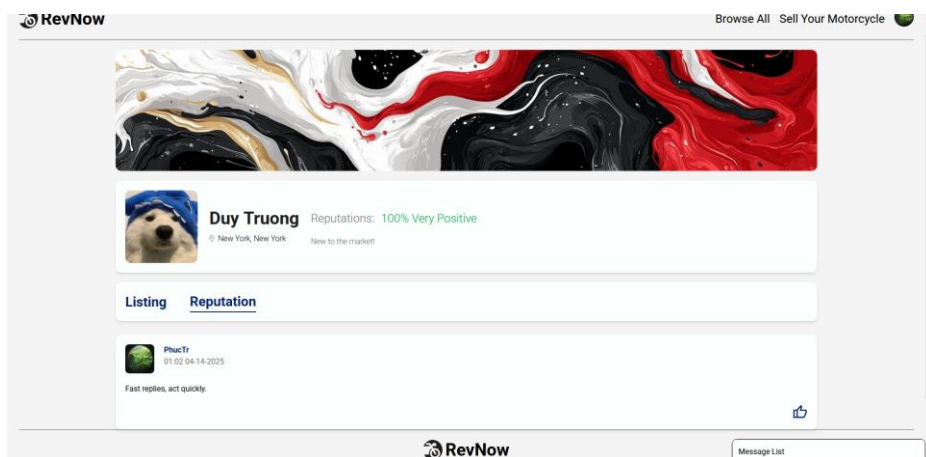 RevNow
Browse All Sell Your Motorcycle
Duy Truong
Reputations: 100% Very Positive
New York, New York
New to the market!
Listing Reputation
PhucTr
01:02 04-14-2025
Fast replies, act quickly.
RevNow
Message List